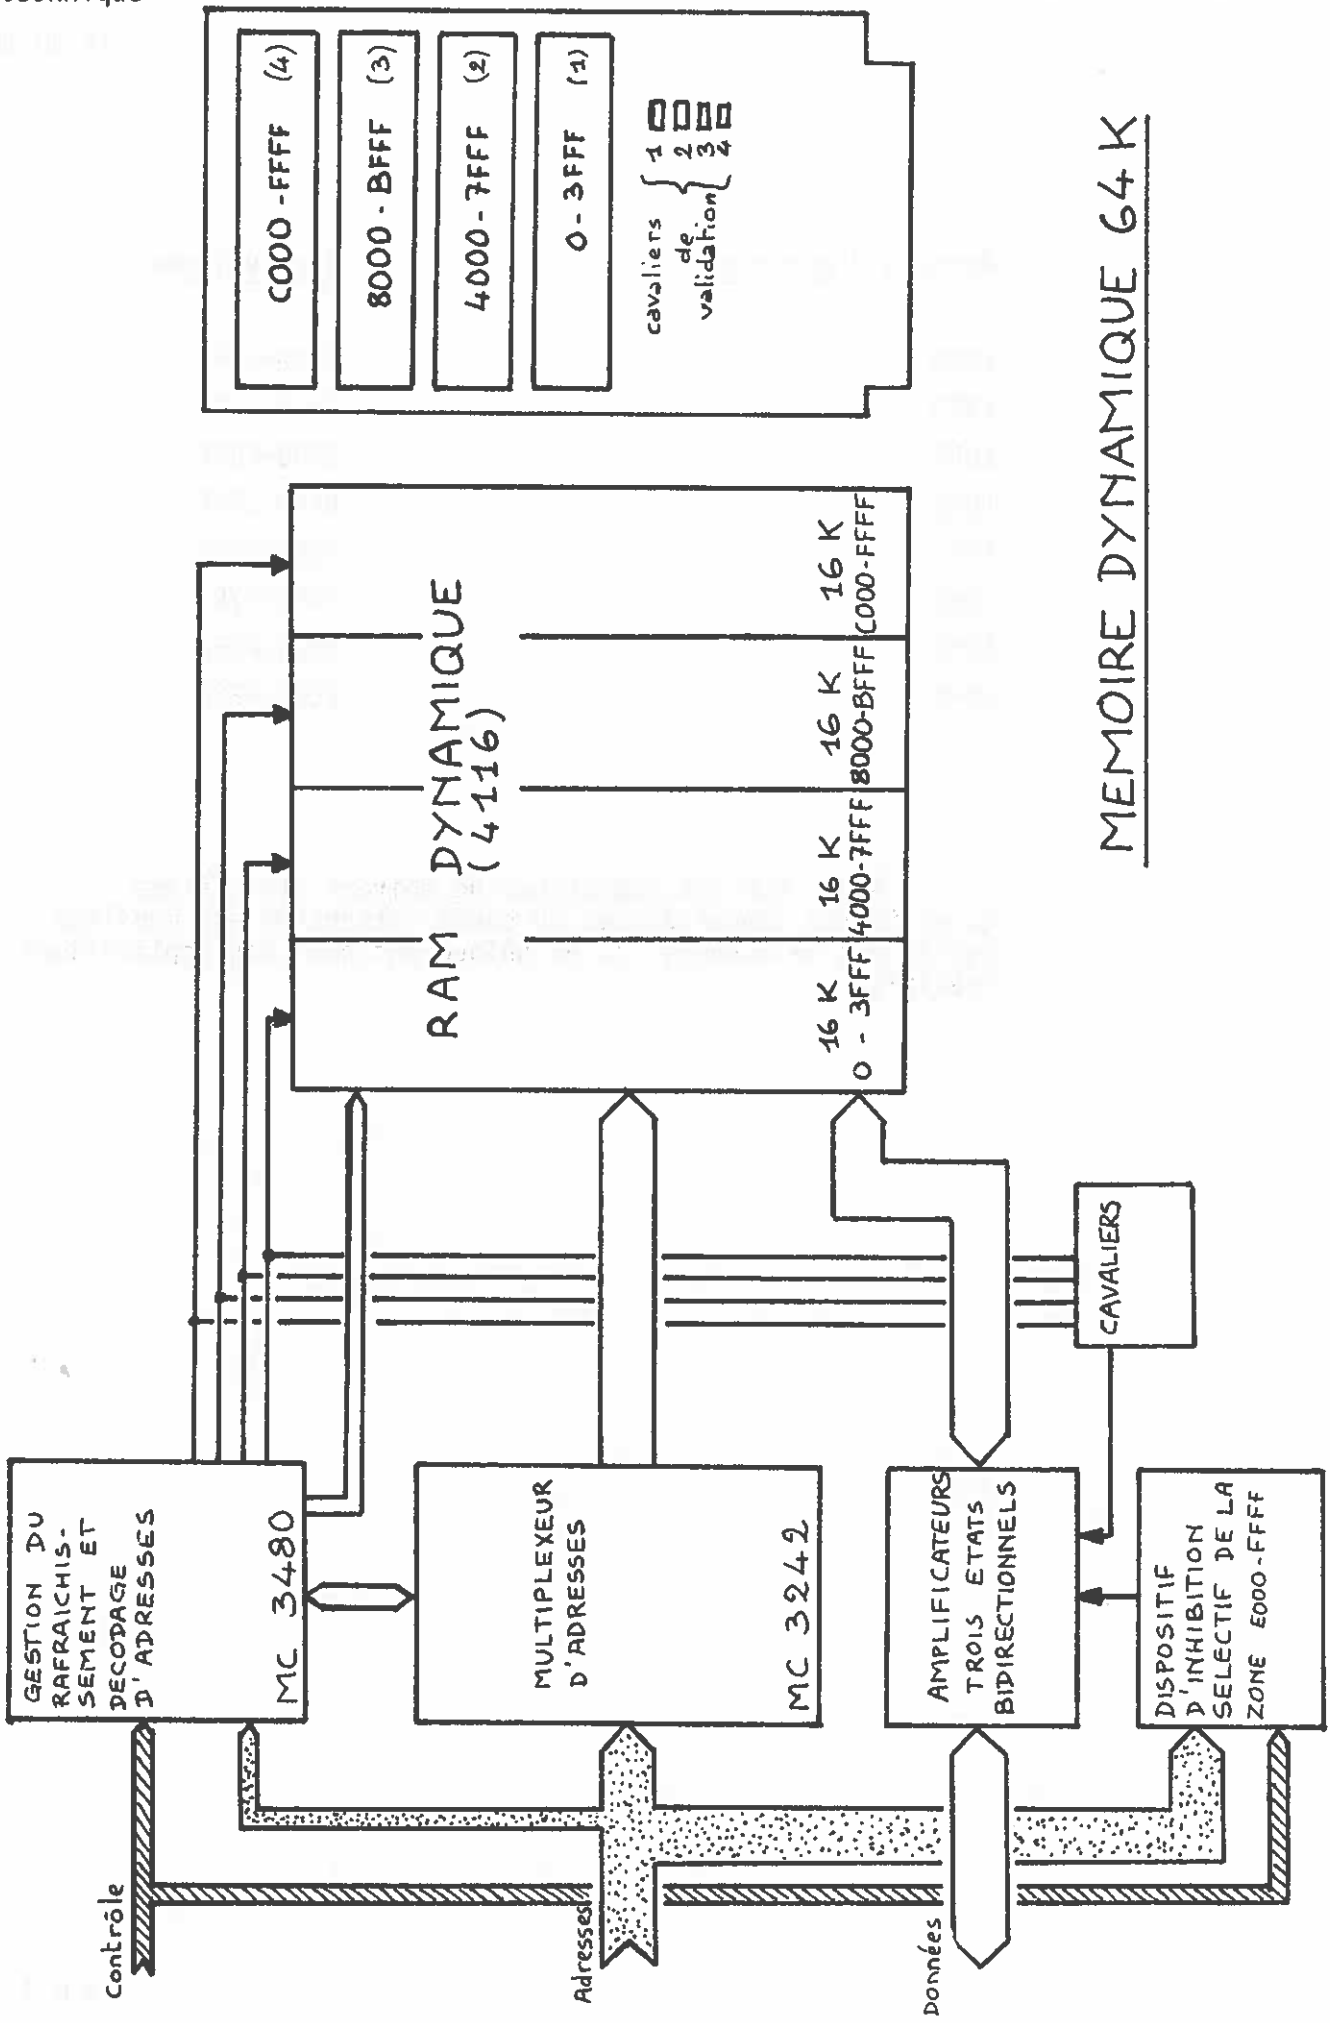 GESTION DU
RAFRAICHIS-
SEMENT ET
DECODAGE
D'ADRESSES
MC 3480
MULTIPLEXEUR
D'ADRESSES
MC 3242
AMPLIFICATEURS
TROIS ETATS
BIDIRECTIONNELS
DISPOSITIF
D'INHIBITION
SELECTIF DE LA
ZONE E000-FFFF
Contrôle
Adresses
Données
CAVALIERS
RAM DYNAMIQUE
(4116)
16 K
0 - 3FFF
16 K
4000-7FFF
16 K
8000-BFFF
16 K
C000-FFFF
C000-FFFF (4)
8000-BFFF (3)
4000-7FFF (2)
0-3FFF (1)
cavaliers
de
validation
1
2
3
4
MEMOIRE DYNAMIQUE 64 K